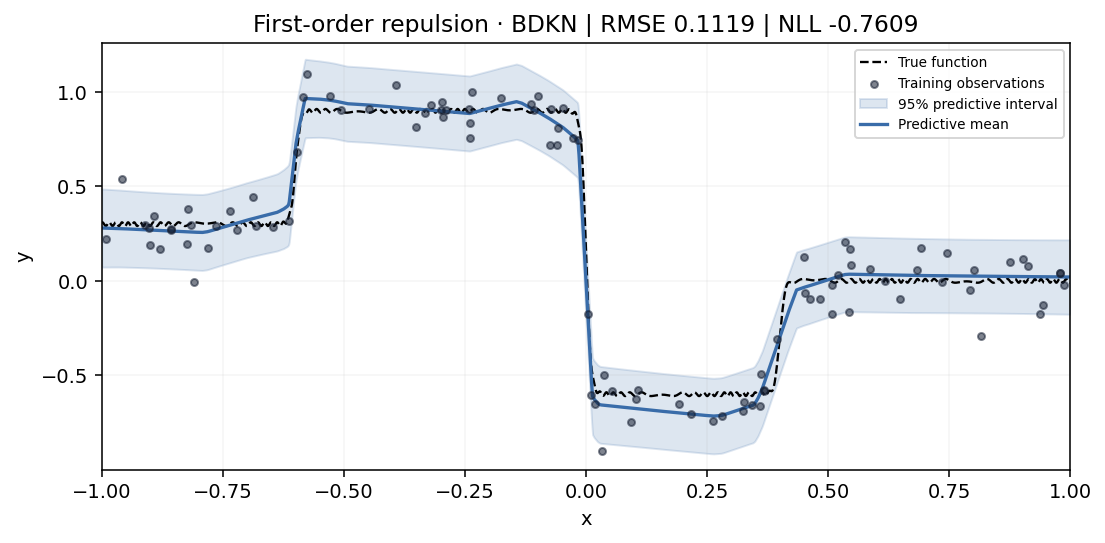 First-order repulsion · BDKN | RMSE 0.1119 | NLL -0.7609
True function
Training observations
95% predictive interval
Predictive mean
y
1.0
0.5
0.0
−0.5
−1.00 −0.75 −0.50 −0.25 0.00 0.25 0.50 0.75 1.00
x